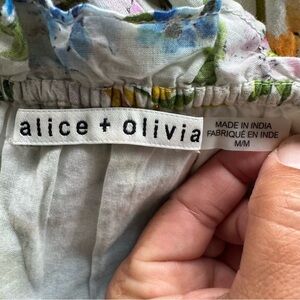 alice + olivia
MADE IN INDIA
FABRIQUÉ EN INDE
M/M